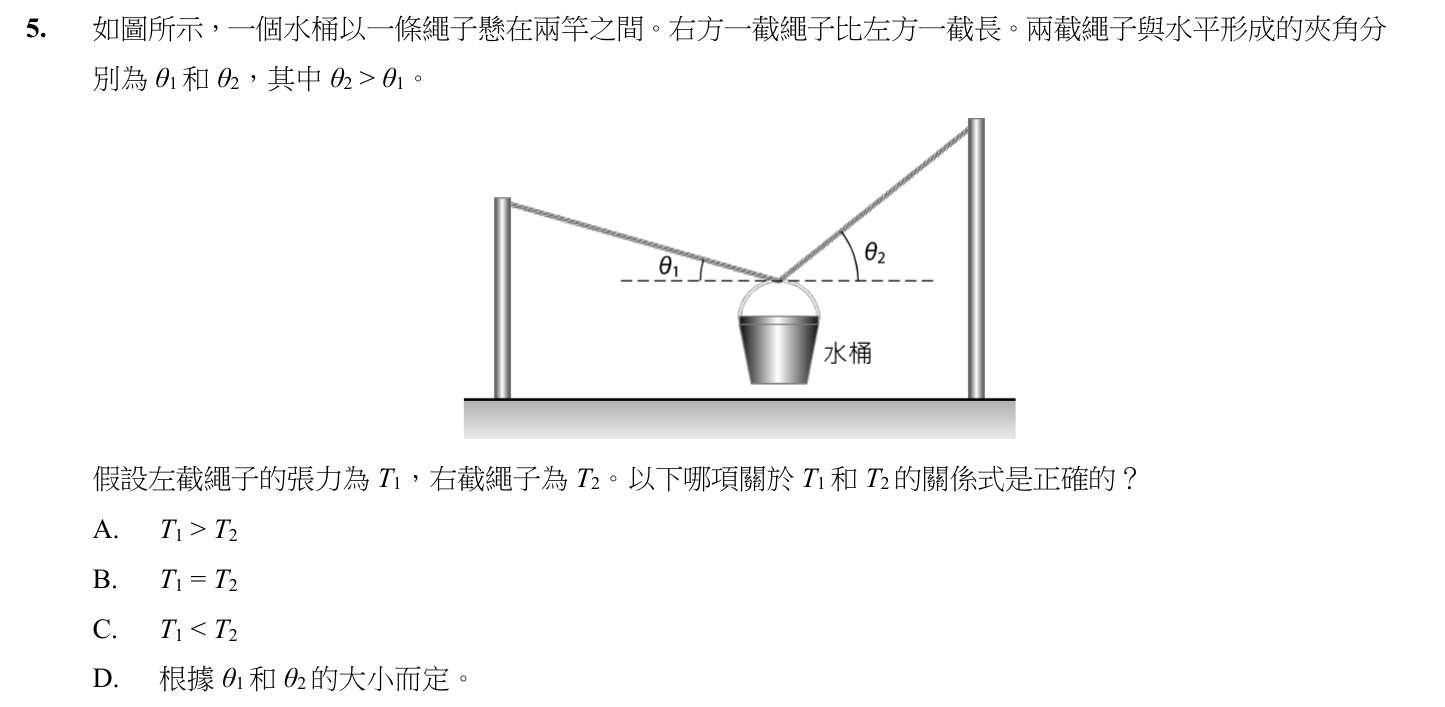 5. 如圖所示，一個水桶以一條繩子懸在兩竿之間。右方一截繩子比左方一截長。兩截繩子與水平形成的夾角分
別為 θ1 和 θ2，其中 θ2 > θ1。
θ2
θ1
水桶
假設左截繩子的張力為 T1，右截繩子為 T2。以下哪項關於 T1 和 T2 的關係式是正確的？
A. T1 > T2
B. T1 = T2
C. T1 < T2
D. 根據 θ1 和 θ2 的大小而定。